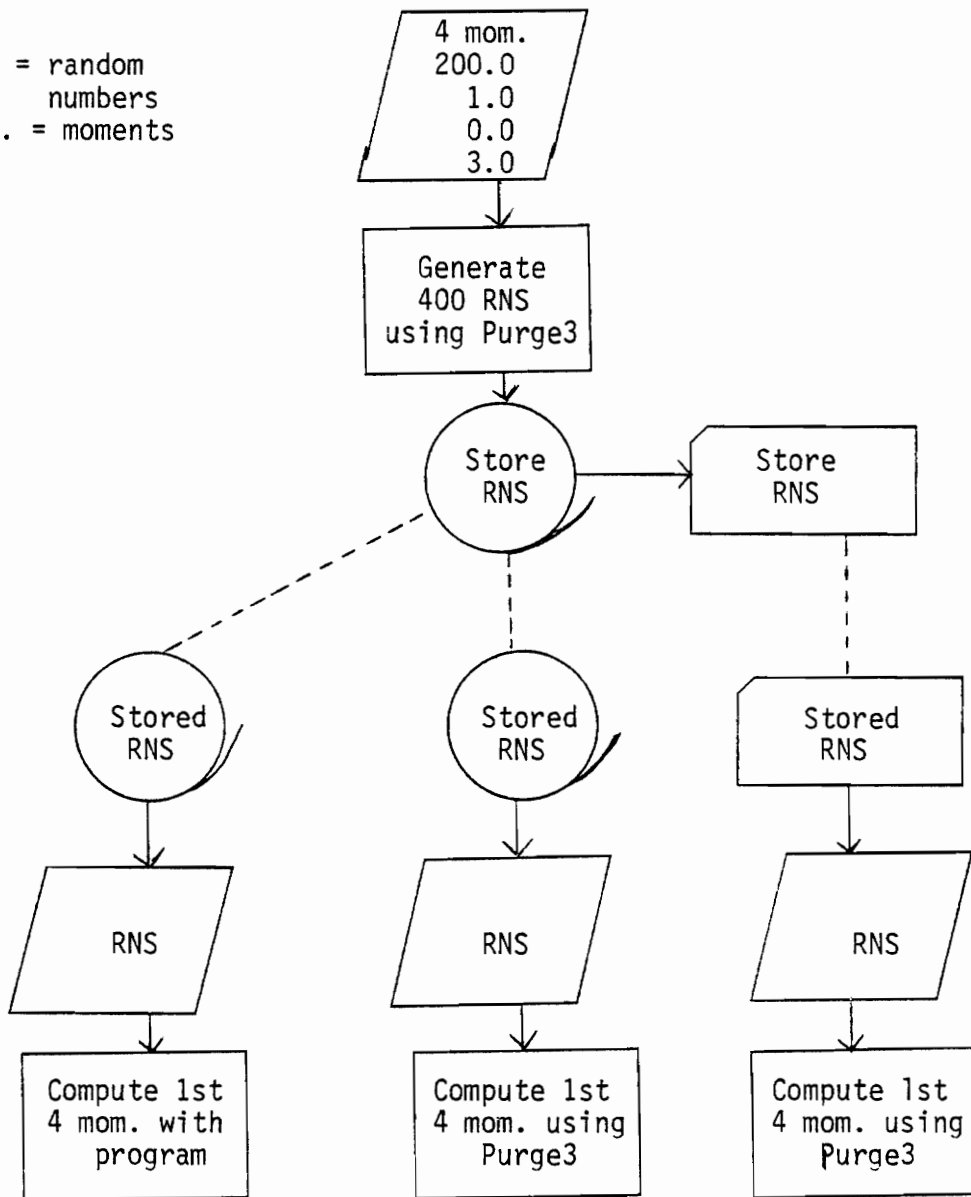 = random
numbers
. = moments
4 mom.
200.0
1.0
0.0
3.0
Generate
400 RNS
using Purge3
Store
RNS
Store
RNS
Stored
RNS
Stored
RNS
Stored
RNS
RNS
RNS
RNS
Compute 1st
4 mom. with
program
Compute 1st
4 mom. using
Purge3
Compute 1st
4 mom. using
Purge3